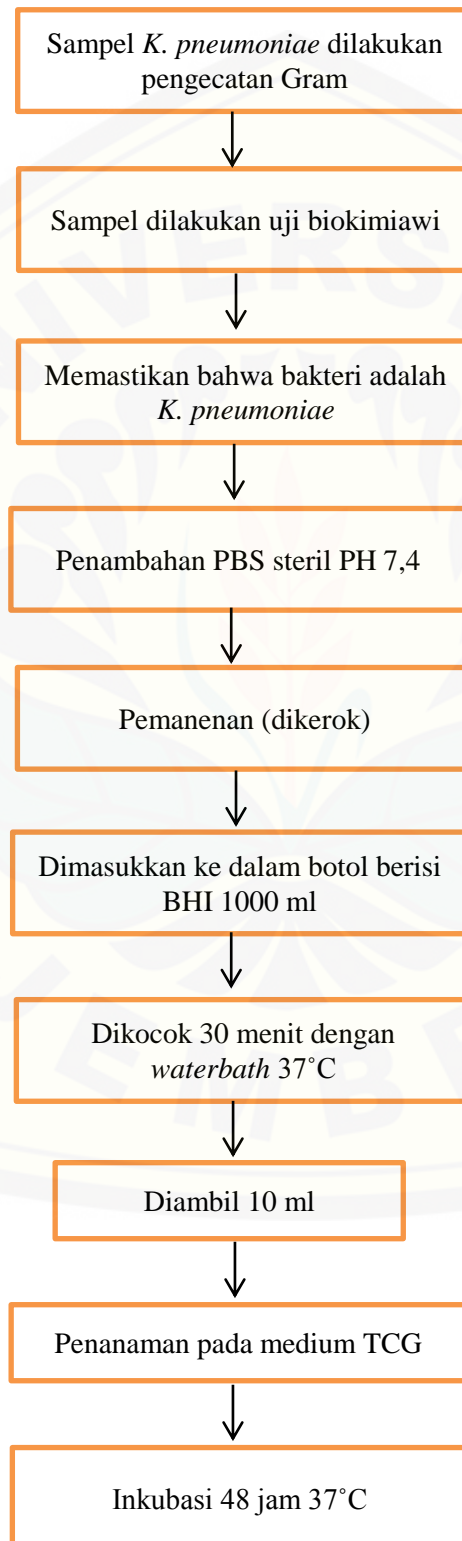 Sampel K. pneumoniae dilakukan
pengecatan Gram
Sampel dilakukan uji biokimiawi
Memastikan bahwa bakteri adalah
K. pneumoniae
Penambahan PBS steril PH 7,4
Pemanenan (dikerok)
Dimasukkan ke dalam botol berisi
BHI 1000 ml
Dikocok 30 menit dengan
waterbath 37˚C
Diambil 10 ml
Penanaman pada medium TCG
Inkubasi 48 jam 37˚C